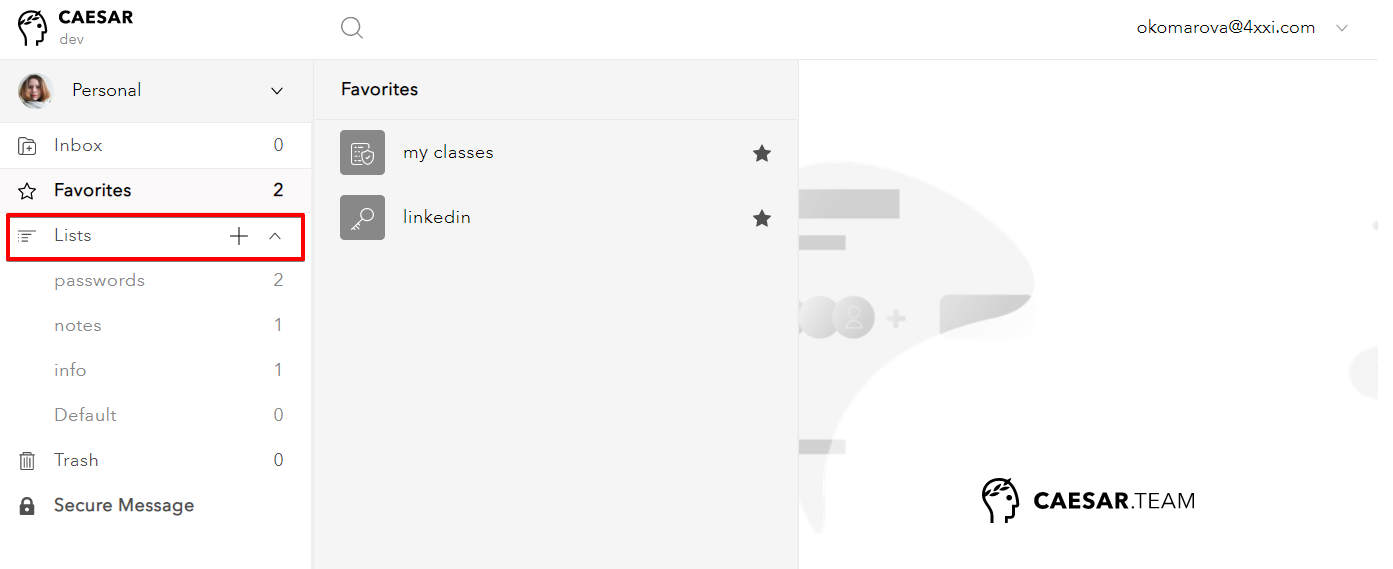 CAESAR
dev
okomarova@4xxi.com
Personal
Inbox 0
Favorites 2
Lists
passwords 2
notes 1
info 1
Default 0
Trash 0
Secure Message
Favorites
my classes
linkedin
CAESAR.TEAM